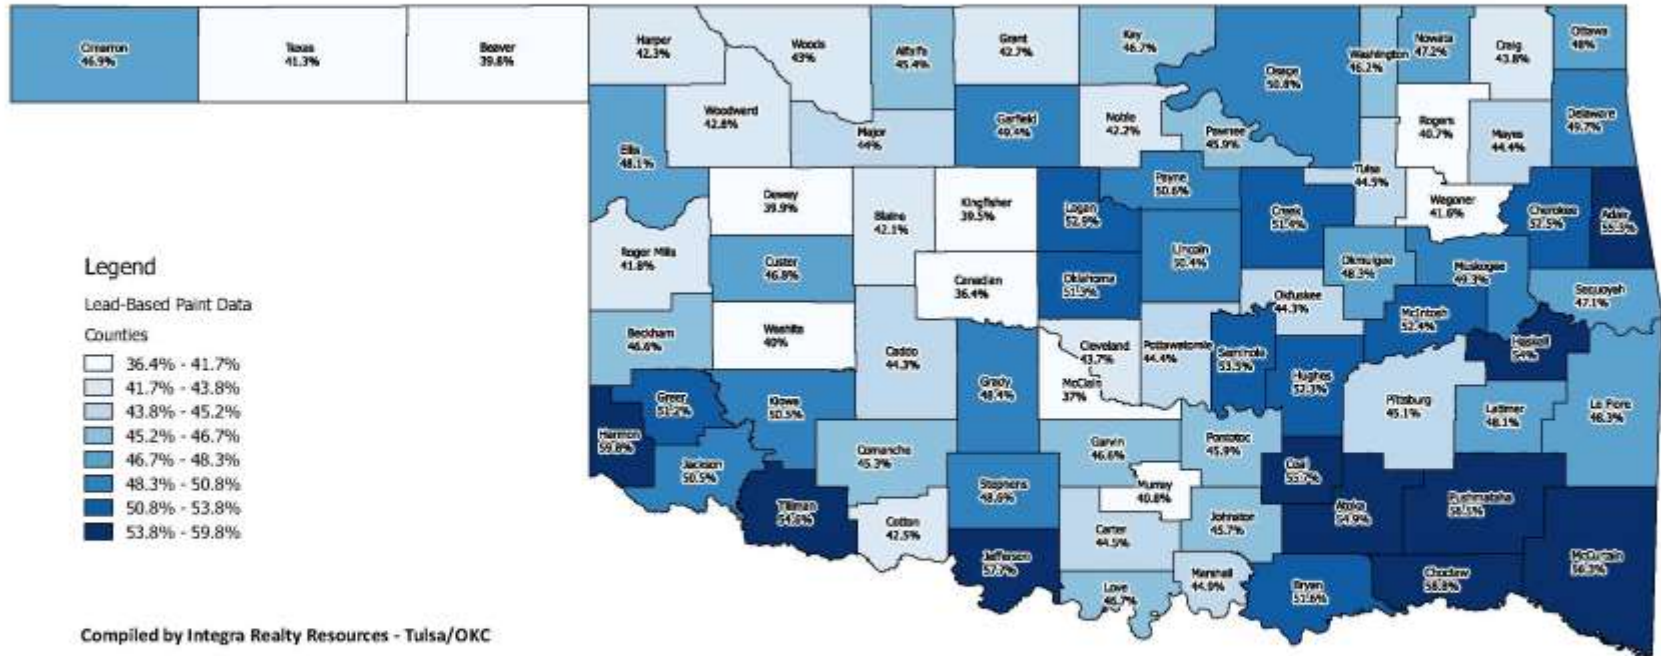 Cimarron
46.9%
Texas
41.3%
Beaver
39.8%
Harper
42.3%
Woods
43%
Alfalfa
45.4%
Grant
42.7%
Kay
46.7%
Osage
50.8%
Washington
46.2%
Nowata
47.2%
Craig
43.8%
Ottawa
48%
Woodward
42.8%
Ellis
48.1%
Major
44%
Garfield
49.4%
Noble
42.2%
Pawnee
45.9%
Rogers
40.7%
Mayes
44.4%
Delaware
49.7%
Dewey
39.9%
Blaine
42.1%
Kingfisher
39.5%
Logan
52.9%
Payne
50.6%
Creek
51.4%
Tulsa
44.5%
Wagoner
41.6%
Cherokee
52.5%
Adair
Roger Mills
41.8%
Custer
46.8%
Canadian
36.4%
Oklahoma
51.9%
Lincoln
50.4%
Okmulgee
48.3%
Muskogee
49.3%
Sequoyah
47.1%
Okfuskee
44.3%
McIntosh
52.4%
Haskell
54%
Beckham
46.6%
Washita
40%
Caddo
44.3%
Grady
48.4%
Cleveland
43.7%
McClain
37%
Pottawatomie
44.4%
Seminole
53.5%
Hughes
52.3%
Pittsburg
45.1%
Latimer
48.1%
Le Flore
48.3%
Greer
51.2%
Kiowa
50.5%
Harmon
59.8%
Jackson
50.5%
Comanche
45.3%
Garvin
46.6%
Pontotoc
45.9%
Coal
Stephens
48.6%
Murray
40.8%
Tillman
Cotton
42.5%
Carter
44.5%
Johnston
45.7%
Atoka
54.9%
Pushmataha
McCurtain
Jefferson
57.7%
Love
46.7%
Marshall
44.9%
Bryan
51.6%
Choctaw
58.8%
Legend
Lead-Based Paint Data
Counties
36.4% - 41.7%
41.7% - 43.8%
43.8% - 45.2%
45.2% - 46.7%
46.7% - 48.3%
48.3% - 50.8%
50.8% - 53.8%
53.8% - 59.8%
Compiled by Integra Realty Resources - Tulsa/OKC